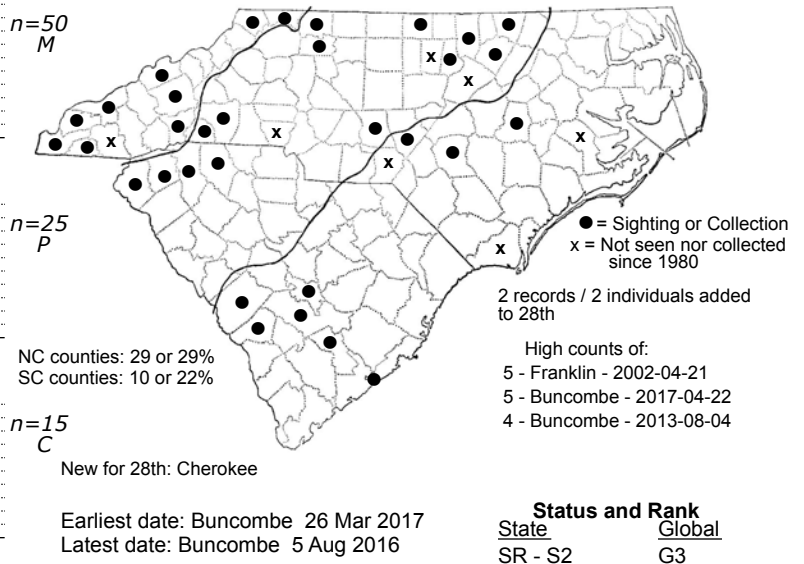 n=50
M
n=25
P
n=15
C
x
x
x
x
x
x
x
● = Sighting or Collection
x = Not seen nor collected
since 1980
2 records / 2 individuals added
to 28th
High counts of:
5 - Franklin - 2002-04-21
5 - Buncombe - 2017-04-22
4 - Buncombe - 2013-08-04
NC counties: 29 or 29%
SC counties: 10 or 22%
New for 28th: Cherokee
Earliest date: Buncombe 26 Mar 2017
Latest date: Buncombe 5 Aug 2016
Status and Rank
State Global
SR - S2 G3